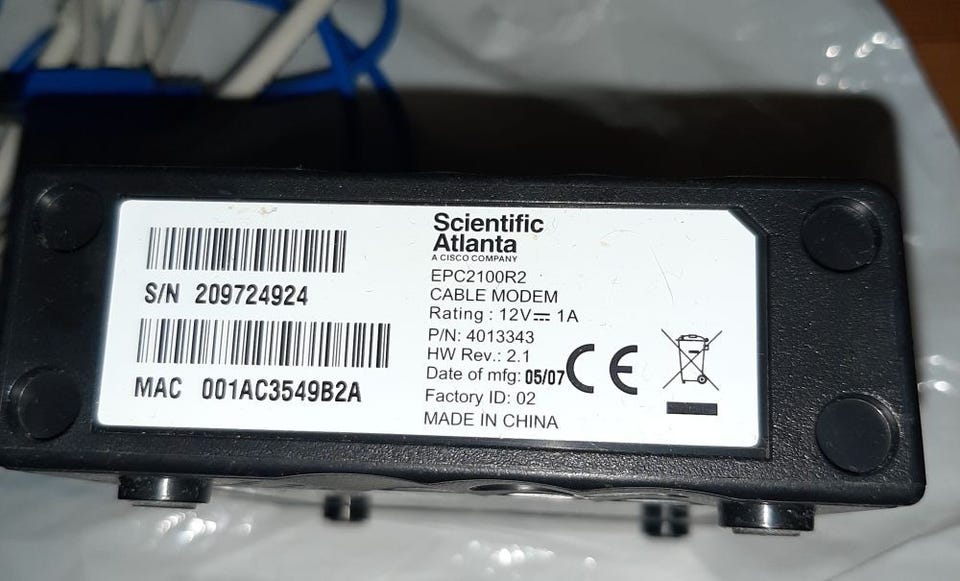 S/N 209724924
MAC 001AC3549B2A
Scientific
Atlanta
A CISCO COMPANY
EPC2100R2
CABLE MODEM
Rating : 12V⎓ 1A
P/N: 4013343
HW Rev.: 2.1
Date of mfg: 05/07
Factory ID: 02
MADE IN CHINA
CE